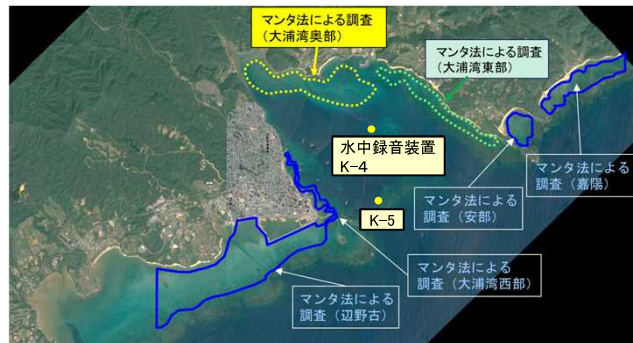 マンタ法による調査
(大浦湾奥部)
マンタ法による調査
(大浦湾東部)
水中録音装置
K-4
K-5
マンタ法による
調査(嘉陽)
マンタ法による
調査(安部)
マンタ法による
調査(大浦湾西部)
マンタ法による
調査(辺野古)